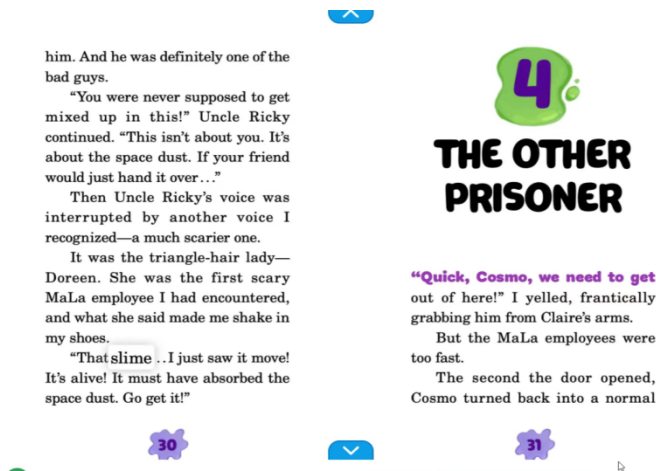 him. And he was definitely one of the
bad guys.
“You were never supposed to get
mixed up in this!” Uncle Ricky
continued. “This isn’t about you. It’s
about the space dust. If your friend
would just hand it over...”
Then Uncle Ricky’s voice was
interrupted by another voice I
recognized—a much scarier one.
It was the triangle-hair lady—
Doreen. She was the first scary
MaLa employee I had encountered,
and what she said made me shake in
my shoes.
“That slime ..I just saw it move!
It’s alive! It must have absorbed the
space dust. Go get it!”
30
4
THE OTHER
PRISONER
“Quick, Cosmo, we need to get
out of here!” I yelled, frantically
grabbing him from Claire’s arms.
But the MaLa employees were
too fast.
The second the door opened,
Cosmo turned back into a normal
31